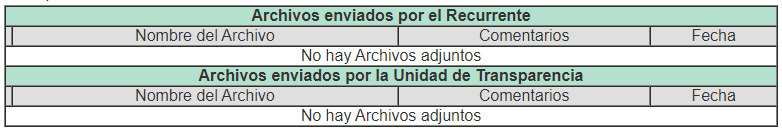 Archivos enviados por el Recurrente
Nombre del Archivo Comentarios Fecha
No hay Archivos adjuntos
Archivos enviados por la Unidad de Transparencia
Nombre del Archivo Comentarios Fecha
No hay Archivos adjuntos